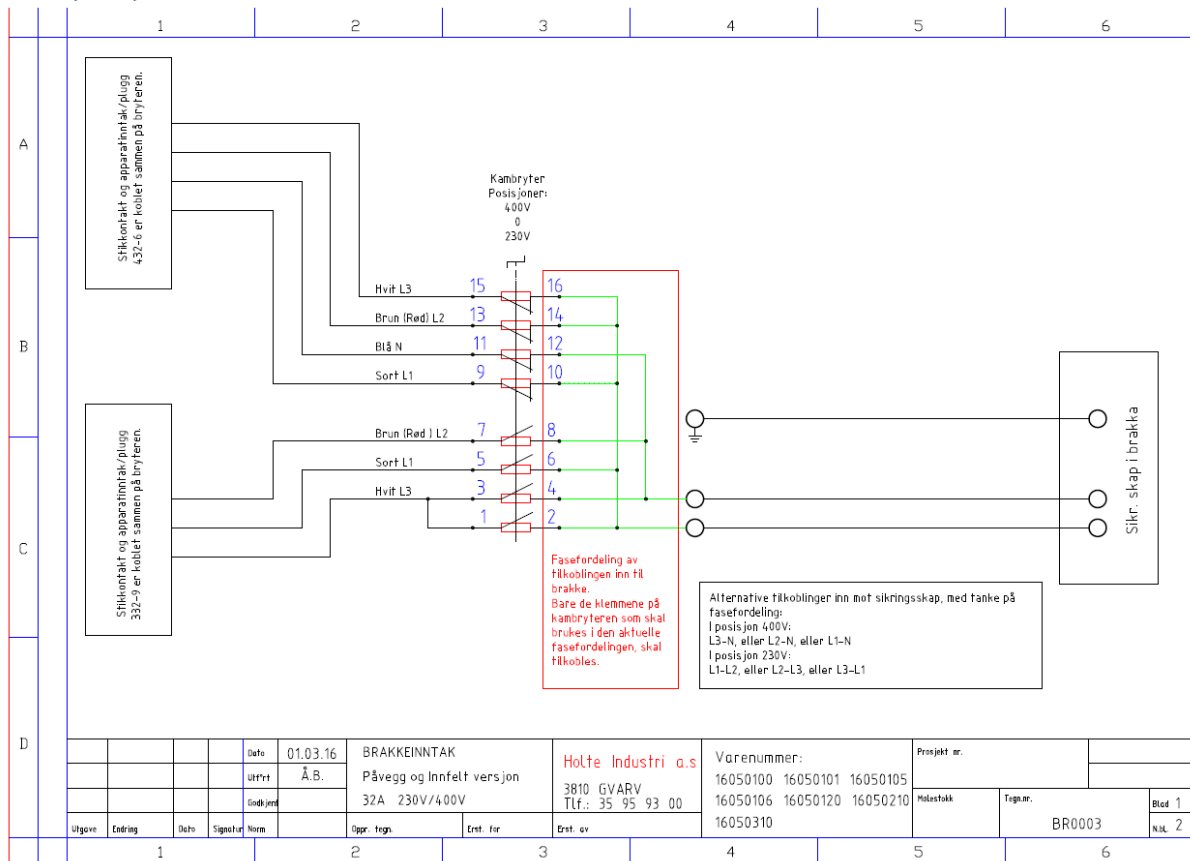 1 2 3 4 5 6
A
B
C
D
Stikkontakt og apparatinntak/plugg
432-6 er koblet sammen på bryteren.
Stikkontakt og apparatinntak/plugg
332-9 er koblet sammen på bryteren.
Kambryter
Posisjoner:
400V
0
230V
Hvit L3 15 16
Brun (Rød) L2 13 14
Blå N 11 12
Sort L1 9 10
Brun (Rød ) L2 7 8
Sort L1 5 6
Hvit L3 3 4
1 2
Fasefordeling av
tilkoblingen inn til
brakke.
Bare de klemmene på
kambryteren som skal
brukes i den aktuelle
fasefordelingen, skal
tilkobles.
Sikr. skap i brakka
Alternative tilkoblinger inn mot sikringsskap, med tanke på
fasefordeling:
I posisjon 400V:
L3-N, eller L2-N, eller L1-N
I posisjon 230V:
L1-L2, eller L2-L3, eller L3-L1
Dato 01.03.16
Utf*rt Å.B.
Godkjent
Utgave Endring Dato Signatur Norm
BRAKKEINNTAK
Påvegg og Innfelt versjon
32A 230V/400V
Oppr. tegn. Erst. for Erst. av
Holte Industri a.s
3810 GVARV
Tlf.: 35 95 93 00
Varenummer:
16050100 16050101 16050105
16050106 16050120 16050210
16050310
Prosjekt nr.
Målestokk Tegn.nr.
BR0003
Blad 1
N.bl. 2
1 2 3 4 5 6